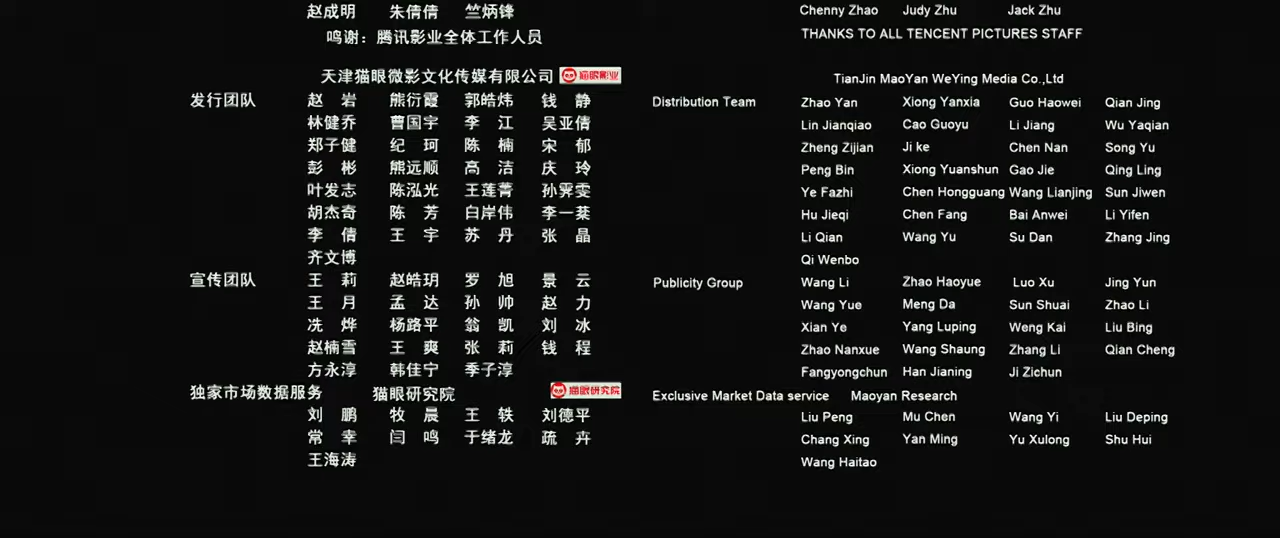 赵成明 朱倩倩 竺炳锋 Chenny Zhao Judy Zhu Jack Zhu
鸣谢：腾讯影业全体工作人员 THANKS TO ALL TENCENT PICTURES STAFF
天津猫眼微影文化传媒有限公司 猫眼影业 TianJin MaoYan WeYing Media Co.,Ltd
发行团队 赵岩 熊衍霞 郭皓炜 钱静 Distribution Team Zhao Yan Xiong Yanxia Guo Haowei Qian Jing
林健乔 曹国宇 李江 吴亚倩 Lin Jianqiao Cao Guoyu Li Jiang Wu Yaqian
郑子健 纪珂 陈楠 宋郁 Zheng Zijian Ji ke Chen Nan Song Yu
彭彬 熊远顺 高洁 庆玲 Peng Bin Xiong Yuanshun Gao Jie Qing Ling
叶发志 陈泓光 王莲菁 孙霁雯 Ye Fazhi Chen Hongguang Wang Lianjing Sun Jiwen
胡杰奇 陈芳 白岸伟 李一棻 Hu Jieqi Chen Fang Bai Anwei Li Yifen
李倩 王宇 苏丹 张晶 Li Qian Wang Yu Su Dan Zhang Jing
齐文博 Qi Wenbo
宣传团队 王莉 赵皓玥 罗旭 景云 Publicity Group Wang Li Zhao Haoyue Luo Xu Jing Yun
王月 孟达 孙帅 赵力 Wang Yue Meng Da Sun Shuai Zhao Li
冼烨 杨路平 翁凯 刘冰 Xian Ye Yang Luping Weng Kai Liu Bing
赵楠雪 王爽 张莉 钱程 Zhao Nanxue Wang Shaung Zhang Li Qian Cheng
方永淳 韩佳宁 季子淳 Fangyongchun Han Jianing Ji Zichun
独家市场数据服务 猫眼研究院 猫眼研究院 Exclusive Market Data service Maoyan Research
刘鹏 牧晨 王轶 刘德平 Liu Peng Mu Chen Wang Yi Liu Deping
常幸 闫鸣 于绪龙 疏卉 Chang Xing Yan Ming Yu Xulong Shu Hui
王海涛 Wang Haitao